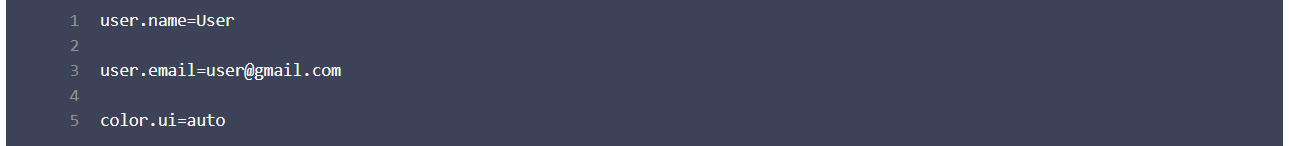 1 user.name=User
2
3 user.email=user@gmail.com
4
5 color.ui=auto